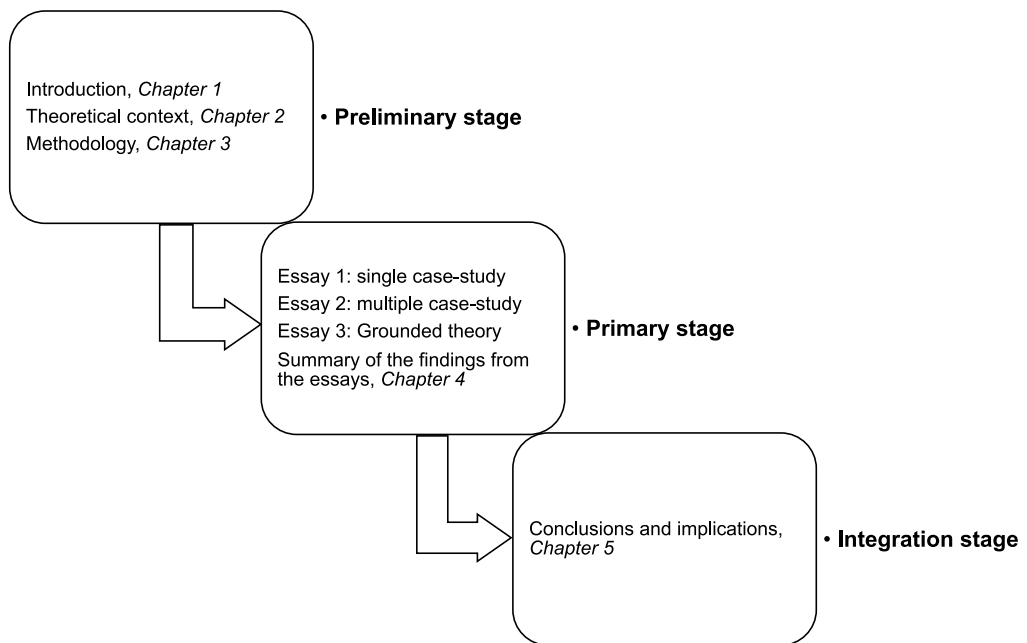 Introduction, Chapter 1
Theoretical context, Chapter 2
Methodology, Chapter 3
• Preliminary stage
Essay 1: single case-study
Essay 2: multiple case-study
Essay 3: Grounded theory
Summary of the findings from
the essays, Chapter 4
• Primary stage
Conclusions and implications,
Chapter 5
• Integration stage